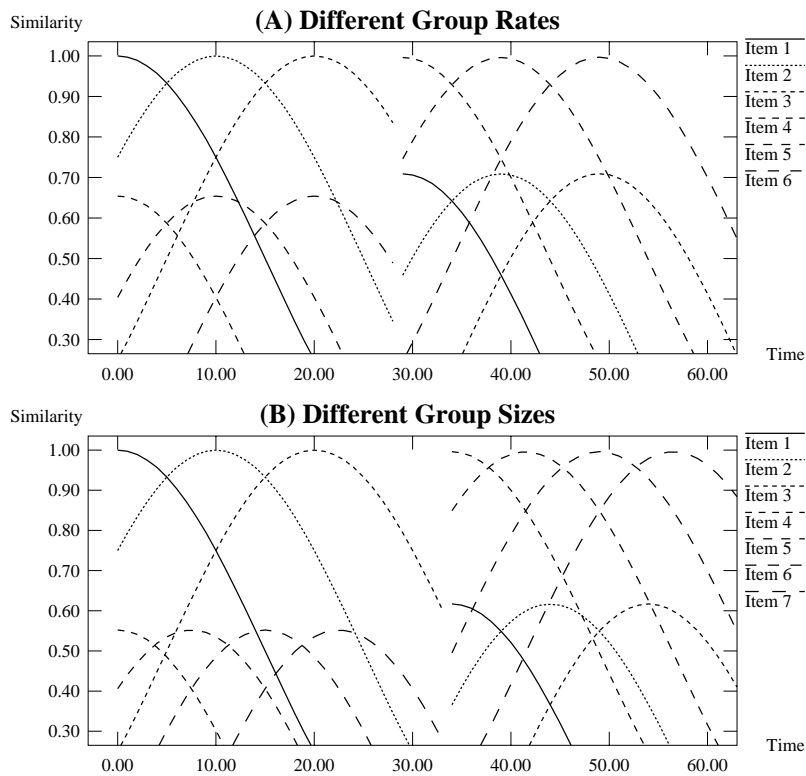 (A) Different Group Rates
Similarity
1.00
0.90
0.80
0.70
0.60
0.50
0.40
0.30
0.00 10.00 20.00 30.00 40.00 50.00 60.00
Time
Item 1
Item 2
Item 3
Item 4
Item 5
Item 6
(B) Different Group Sizes
Similarity
1.00
0.90
0.80
0.70
0.60
0.50
0.40
0.30
0.00 10.00 20.00 30.00 40.00 50.00 60.00
Time
Item 1
Item 2
Item 3
Item 4
Item 5
Item 6
Item 7